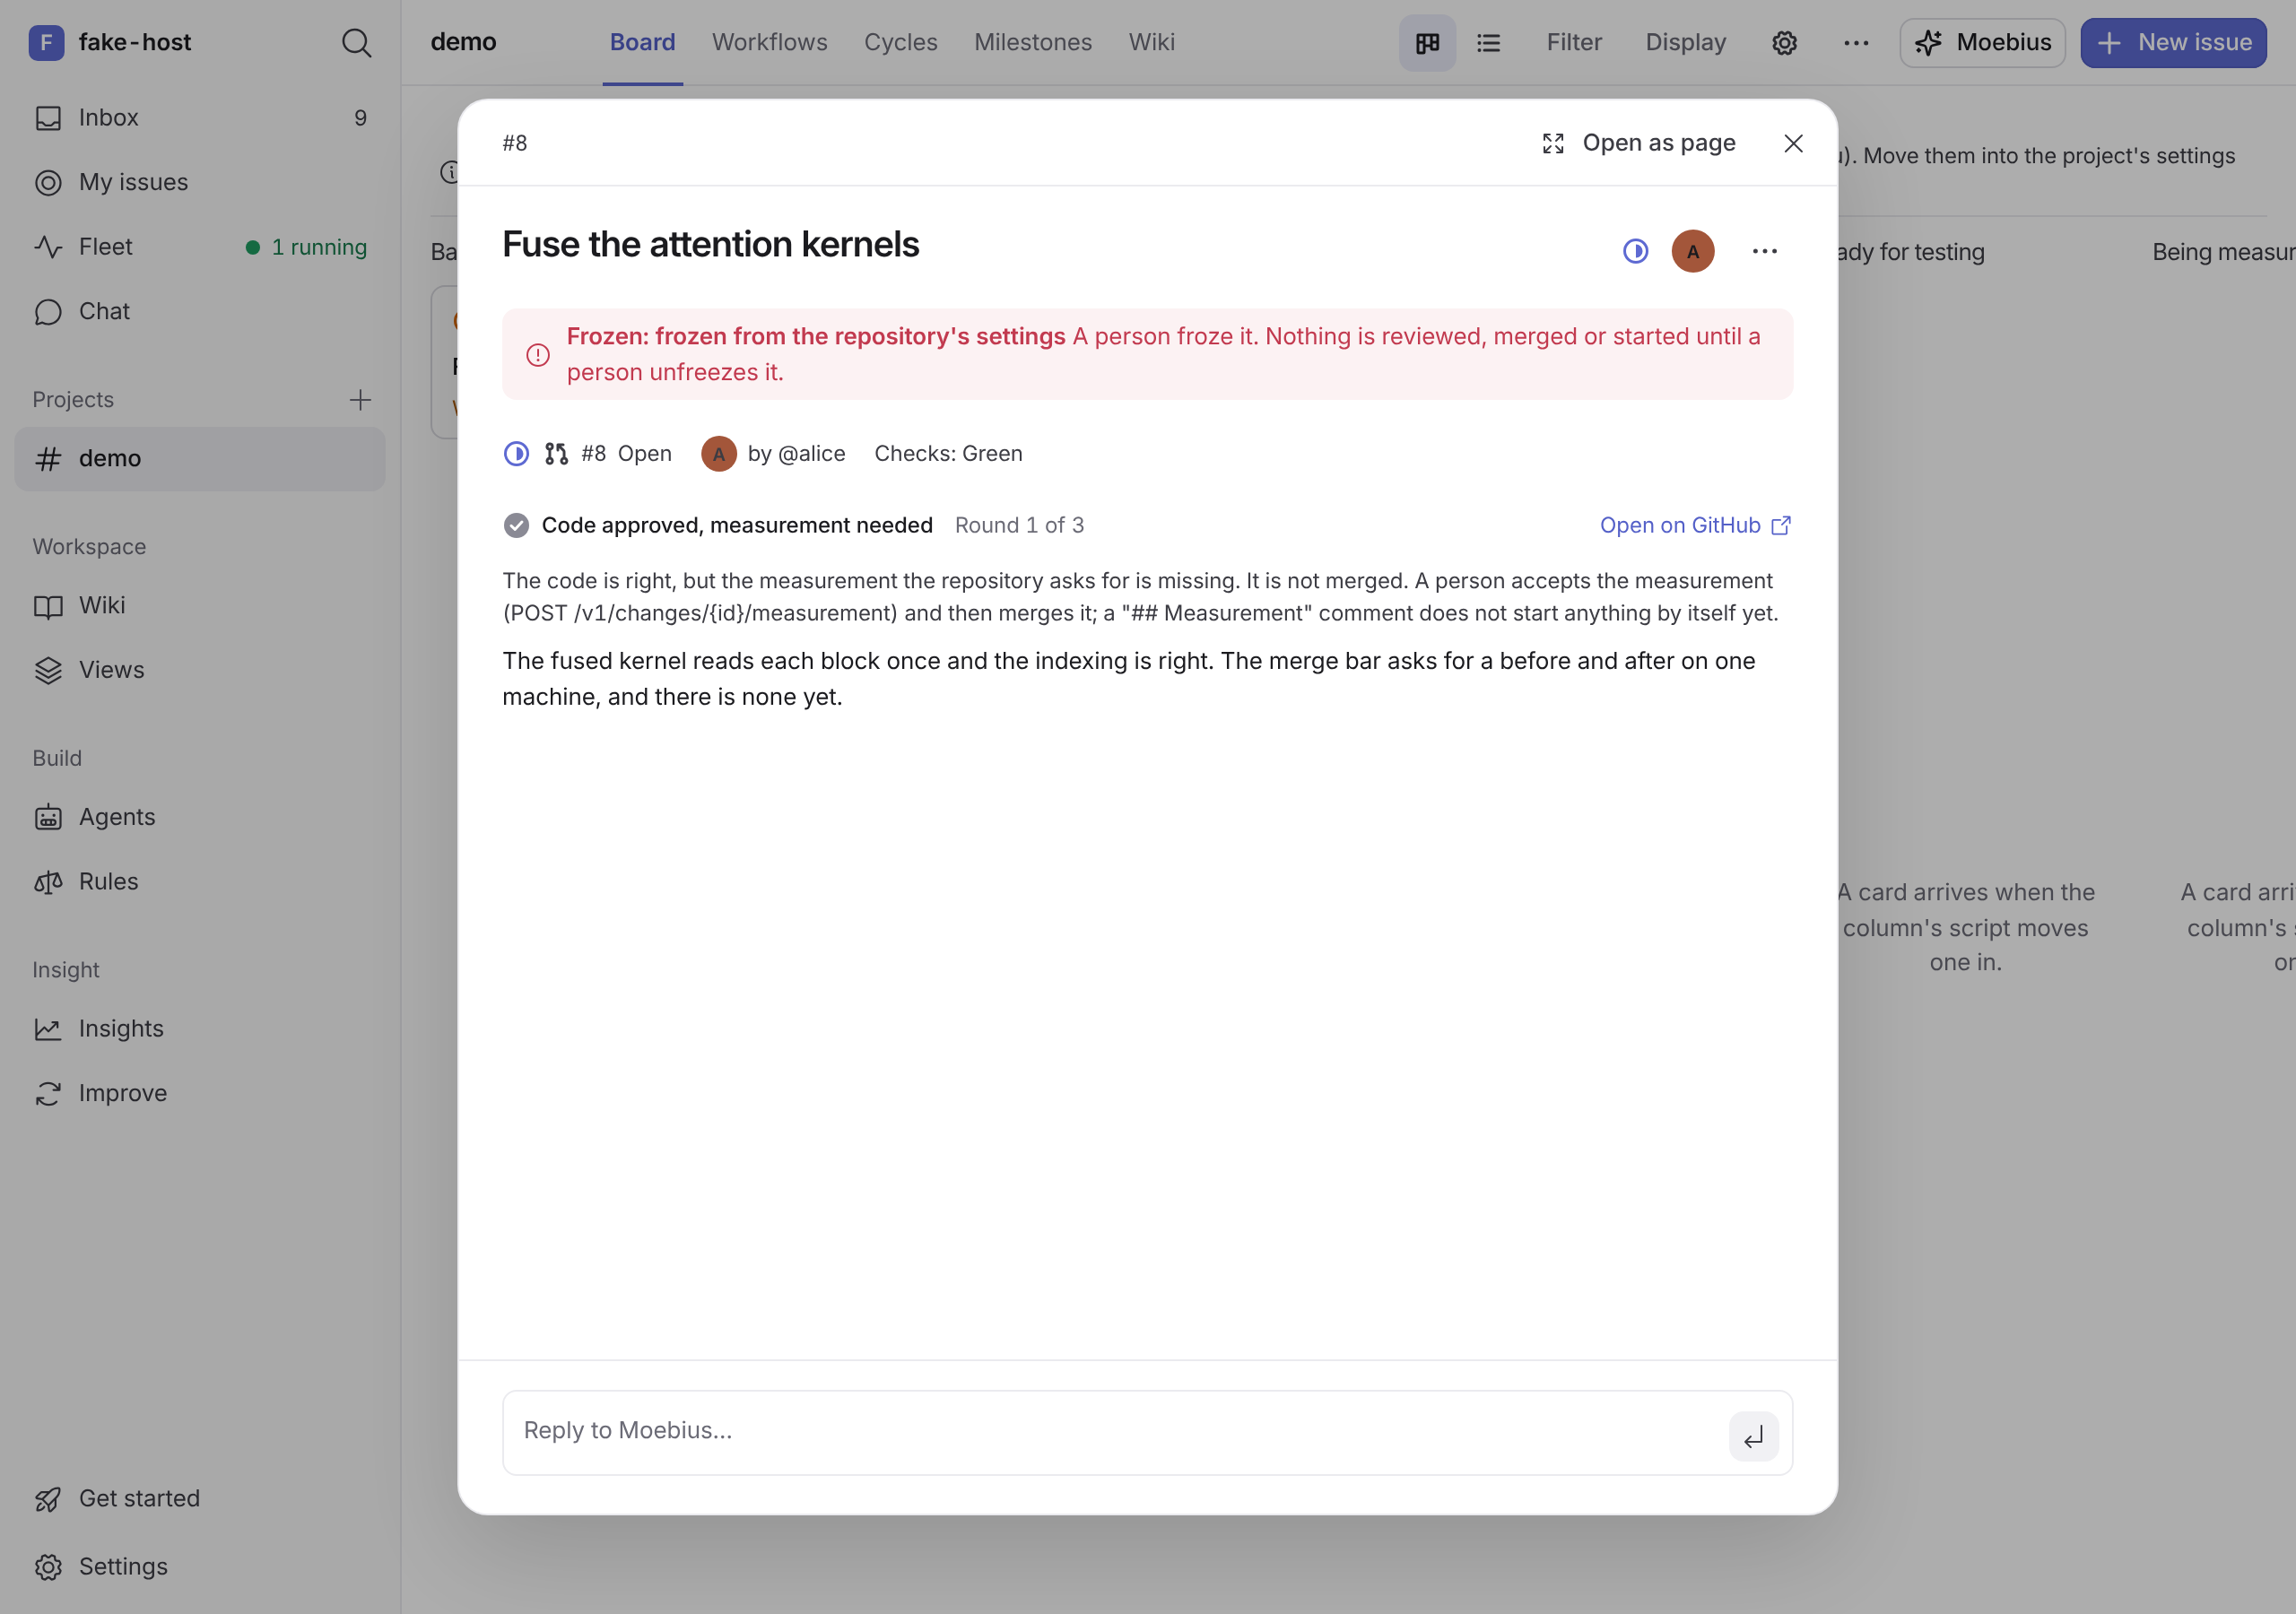 F fake-host
Inbox 9
My issues
Fleet 1 running
Chat
Projects
demo
Workspace
Wiki
Views
Build
Agents
Rules
Insight
Insights
Improve
Get started
Settings
demo Board Workflows Cycles Milestones Wiki Filter Display Moebius New issue
). Move them into the project's settings
Ba
ady for testing
Being measur
A card arrives when the
column's script moves
one in.
A card arri
column's
#8 Open as page
Fuse the attention kernels
A
Frozen: frozen from the repository's settings A person froze it. Nothing is reviewed, merged or started until a
person unfreezes it.
#8 Open A by @alice Checks: Green
Code approved, measurement needed Round 1 of 3 Open on GitHub
The code is right, but the measurement the repository asks for is missing. It is not merged. A person accepts the measurement
(POST /v1/changes/{id}/measurement) and then merges it; a "## Measurement" comment does not start anything by itself yet.
The fused kernel reads each block once and the indexing is right. The merge bar asks for a before and after on one
machine, and there is none yet.
Reply to Moebius...